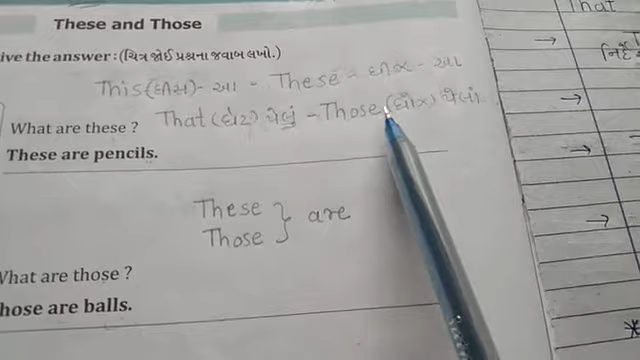 These and Those
That
ive the answer : (ચિત્ર જોઈ પ્રશ્નના જવાબ લખો.)
This (ધીસ) - આ - These - ધીઝ - આ
That (ધેટ) પેલું - Those (ધોઝ) પેલાં
What are these ?
These are pencils.
These
Those } are
What are those ?
hose are balls.